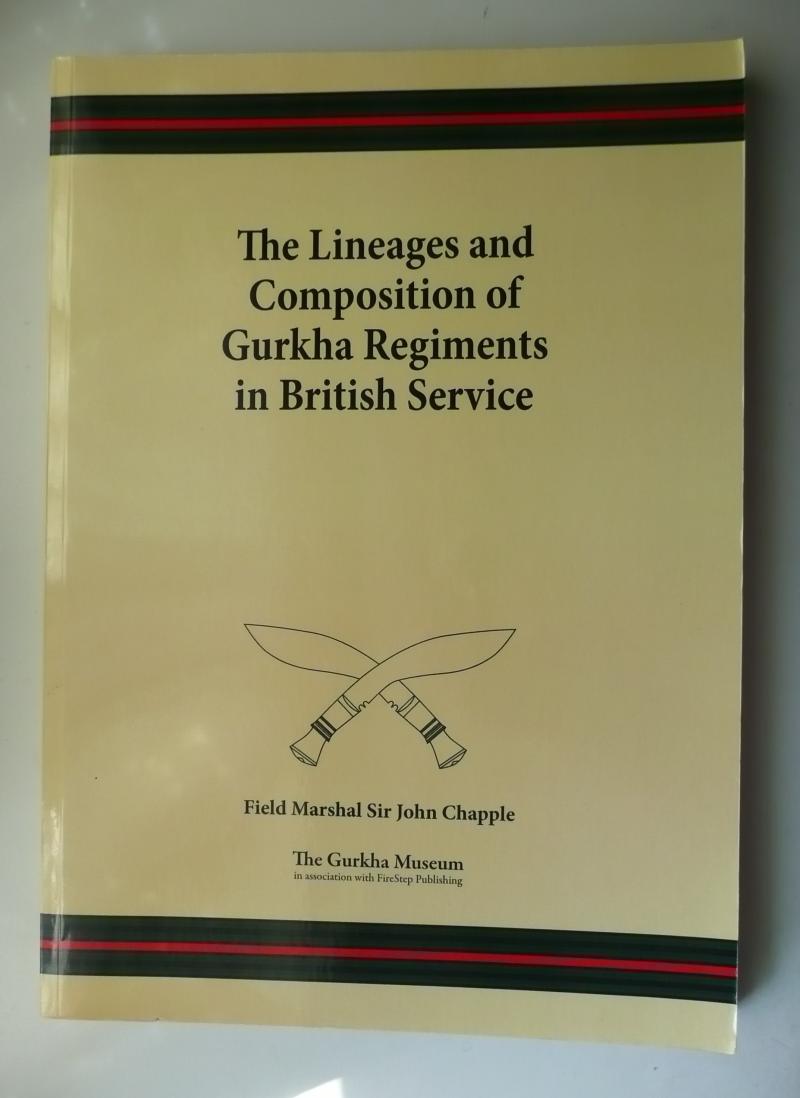 The Lineages and
Composition of
Gurkha Regiments
in British Service
Field Marshal Sir John Chapple
The Gurkha Museum
in association with FireStep Publishing